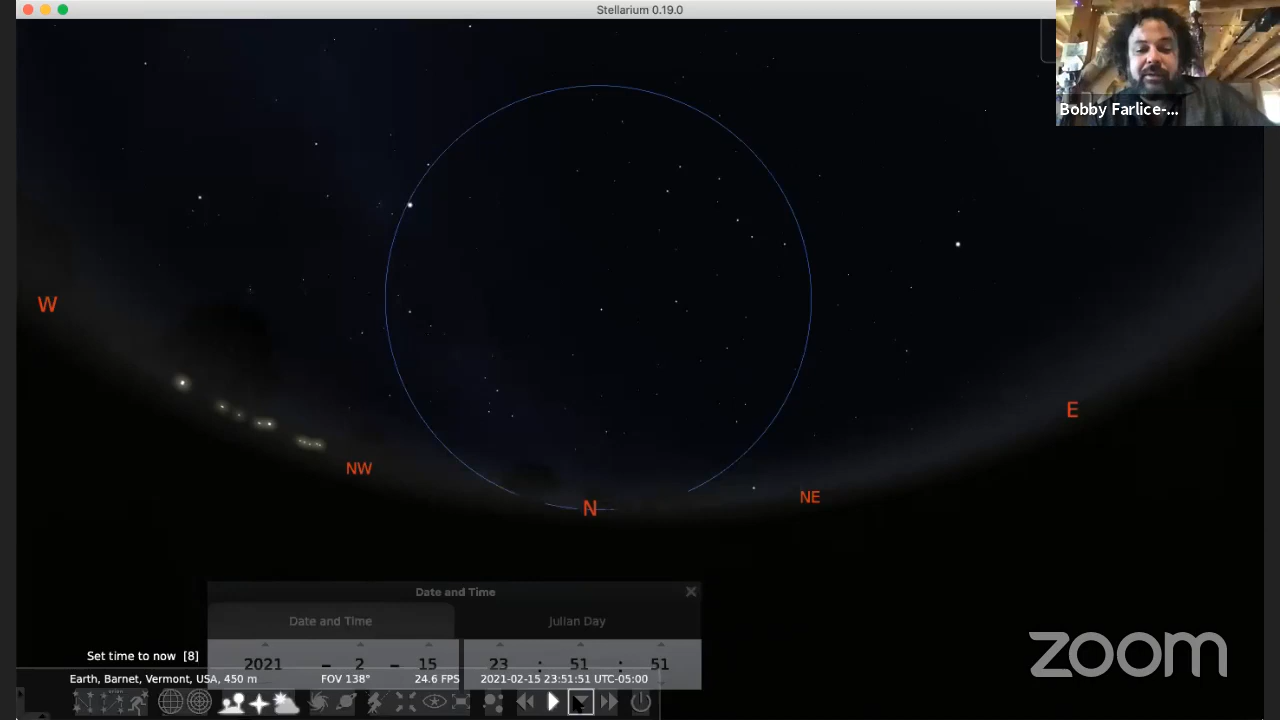 Stellarium 0.19.0
Bobby Farlice-...
W
E
NW
NE
N
Date and Time
Date and Time
Julian Day
2021 - 2 - 15
23 : 51 : 51
Set time to now [8]
Earth, Barnet, Vermont, USA, 450 m
FOV 138°
24.6 FPS
2021-02-15 23:51:51 UTC-05:00
zoom